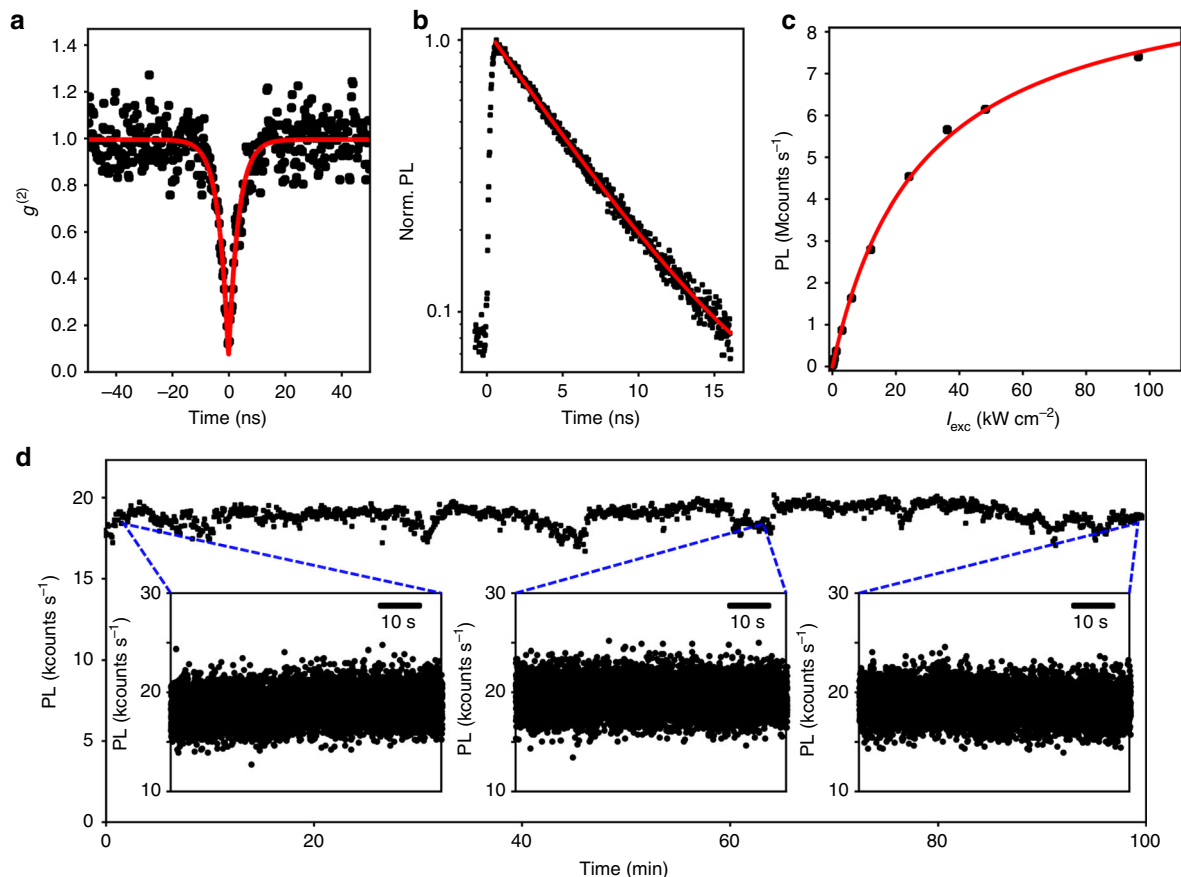 a
1.4
1.2
1.0
0.8
0.6
0.4
0.2
0.0
g(2)
–40 –20 0 20 40
Time (ns)
b
1.0
0.1
Norm. PL
0 5 10 15
Time (ns)
c
8
7
6
5
4
3
2
1
0
PL (Mcounts s⁻¹)
0 20 40 60 80 100
Iexc (kW cm⁻²)
d
20
15
10
5
0
PL (kcounts s⁻¹)
30
20
10
PL (kcounts s⁻¹)
10 s
30
20
10
PL (kcounts s⁻¹)
10 s
30
20
10
PL (kcounts s⁻¹)
10 s
0 20 40 60 80 100
Time (min)